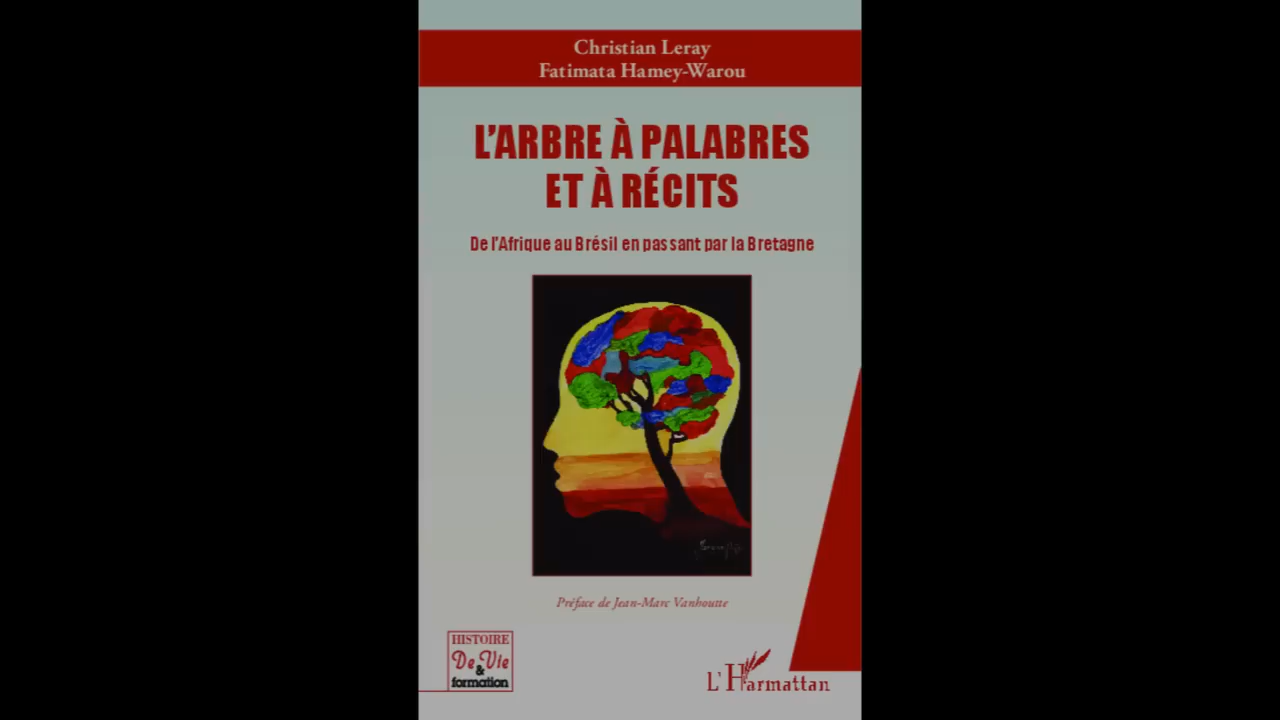 Christian Leray
Fatimata Hamey-Warou
L'ARBRE À PALABRES
ET À RÉCITS
De l'Afrique au Brésil en passant par la Bretagne
Préface de Jean-Marc Vanhoutte
HISTOIRE
De Vie
&
formation
L'Harmattan